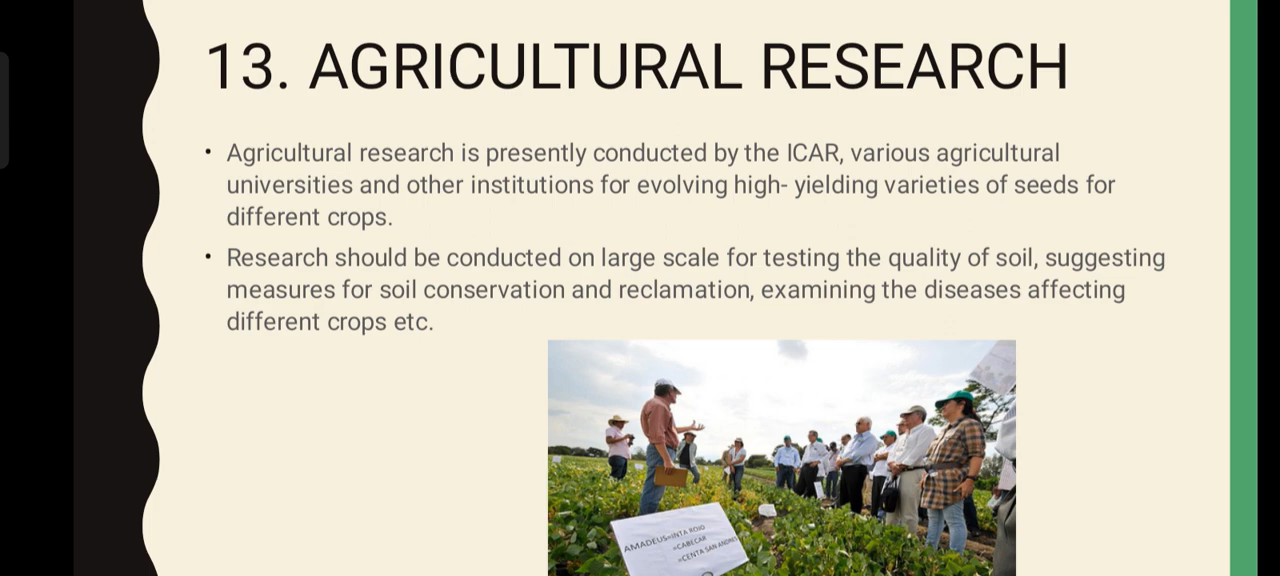 13. AGRICULTURAL RESEARCH
• Agricultural research is presently conducted by the ICAR, various agricultural
universities and other institutions for evolving high- yielding varieties of seeds for
different crops.
• Research should be conducted on large scale for testing the quality of soil, suggesting
measures for soil conservation and reclamation, examining the diseases affecting
different crops etc.
AMADEUS=INTA ROJO
=CABECAR
=CENTA SAN ANDRES